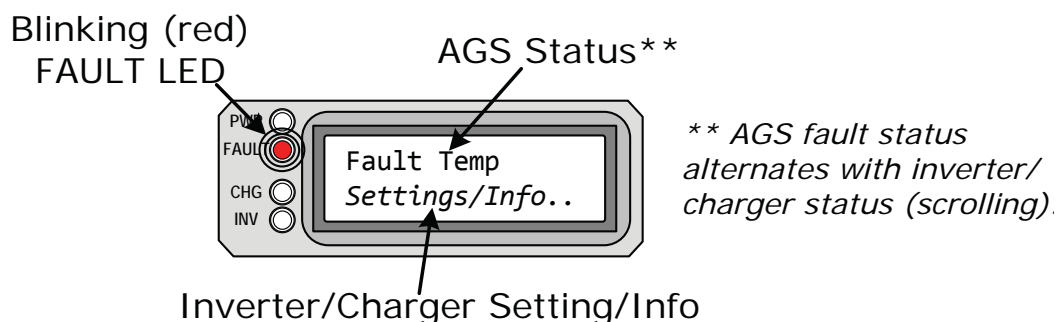 Blinking (red)
FAULT LED
AGS Status**
PWR
FAULT
CHG
INV
Fault Temp
Settings/Info..
** AGS fault status
alternates with inverter/
charger status (scrolling).
Inverter/Charger Setting/Info